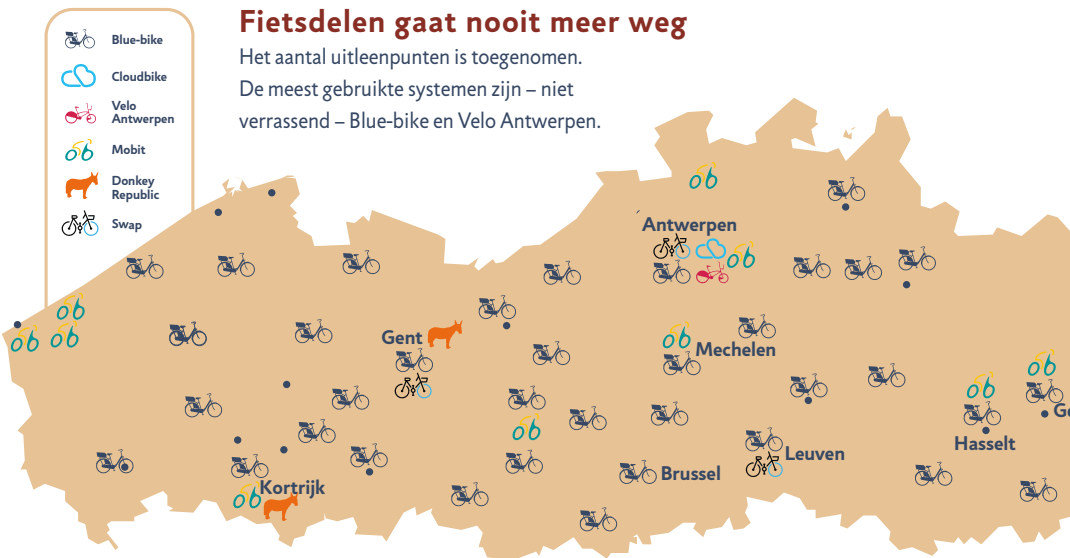 Fietsdelen gaat nooit meer weg
Het aantal uitleenpunten is toegenomen.
De meest gebruikte systemen zijn – niet
verrassend – Blue-bike en Velo Antwerpen.
Blue-bike
Cloudbike
Velo
Antwerpen
Mobit
Donkey
Republic
Swap
Antwerpen
Gent
Mechelen
Hasselt
Leuven
Brussel
Kortrijk